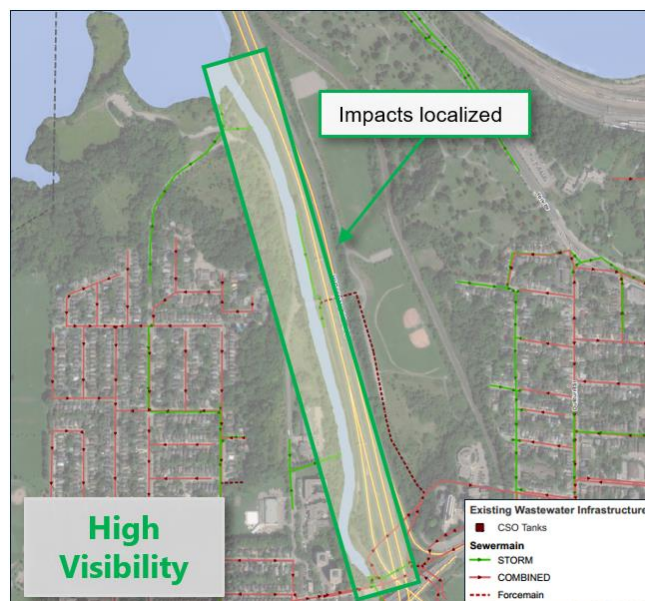 Impacts localized
High
Visibility
Existing Wastewater Infrastructure
CSO Tanks
Sewermain
STORM
COMBINED
Forcemain